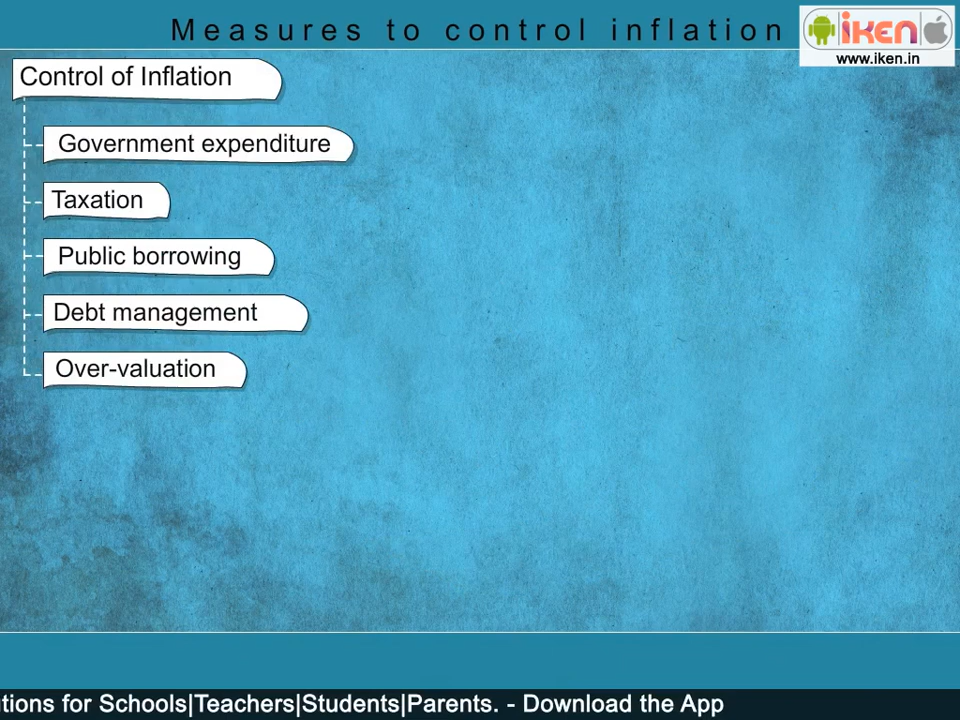 Measures to control inflation
iKEN
www.iken.in
Control of Inflation
Government expenditure
Taxation
Public borrowing
Debt management
Over-valuation
for Schools|Teachers|Students|Parents. - Download the App